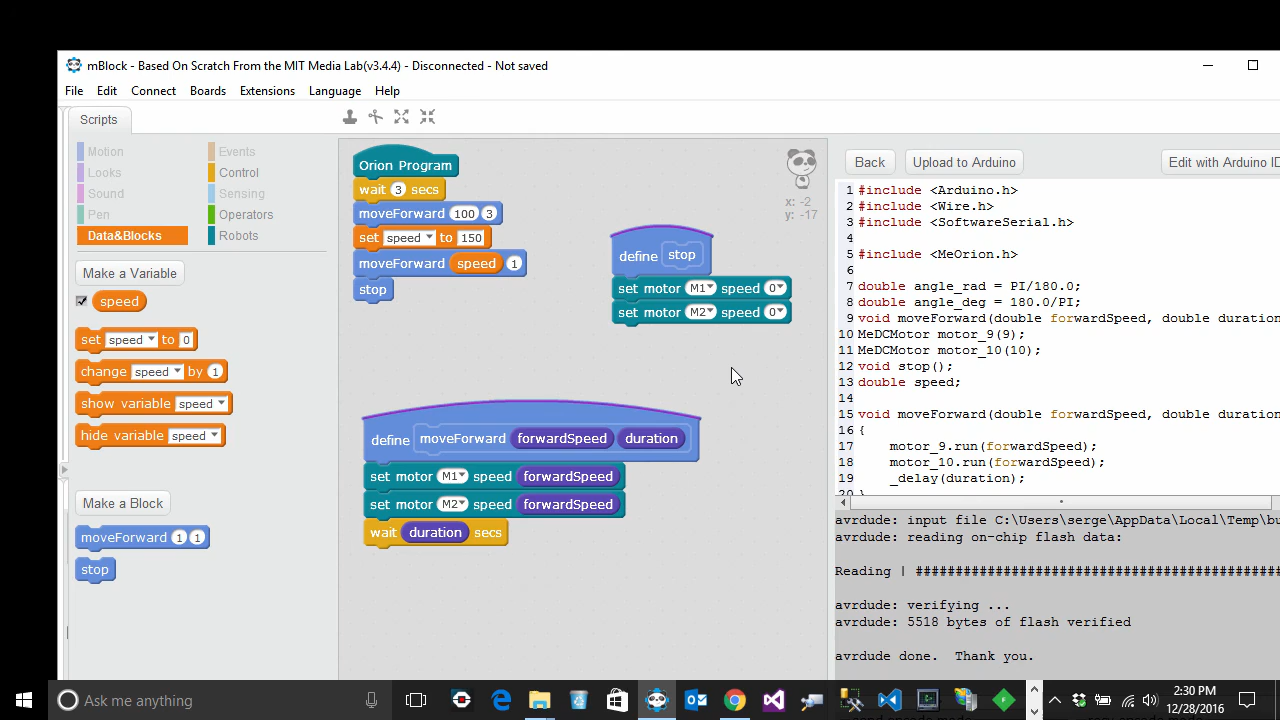 mBlock - Based On Scratch From the MIT Media Lab(v3.4.4) - Disconnected - Not saved
File Edit Connect Boards Extensions Language Help
Scripts
Motion Events
Looks Control
Sound Sensing
Pen Operators
Data&Blocks Robots
Make a Variable
speed
set speed to 0
change speed by 1
show variable speed
hide variable speed
Make a Block
moveForward 1 1
stop
Orion Program
wait 3 secs
moveForward 100 3
set speed to 150
moveForward speed 1
stop
define stop
set motor M1 speed 0
set motor M2 speed 0
define moveForward forwardSpeed duration
set motor M1 speed forwardSpeed
set motor M2 speed forwardSpeed
wait duration secs
x: -2
y: -17
Back Upload to Arduino Edit with Arduino ID
1 #include <Arduino.h>
2 #include <Wire.h>
3 #include <SoftwareSerial.h>
4
5 #include <MeOrion.h>
6
7 double angle_rad = PI/180.0;
8 double angle_deg = 180.0/PI;
9 void moveForward(double forwardSpeed, double duration
10 MeDCMotor motor_9(9);
11 MeDCMotor motor_10(10);
12 void stop();
13 double speed;
14
15 void moveForward(double forwardSpeed, double duration
16 {
17 motor_9.run(forwardSpeed);
18 motor_10.run(forwardSpeed);
19 _delay(duration);
20 }
avrdude: input file C:\Users\serge\AppData\Local\Temp\bu
avrdude: reading on-chip flash data:
Reading | ###########################################
avrdude: verifying ...
avrdude: 5518 bytes of flash verified
avrdude done.  Thank you.
Ask me anything
2:30 PM
12/28/2016